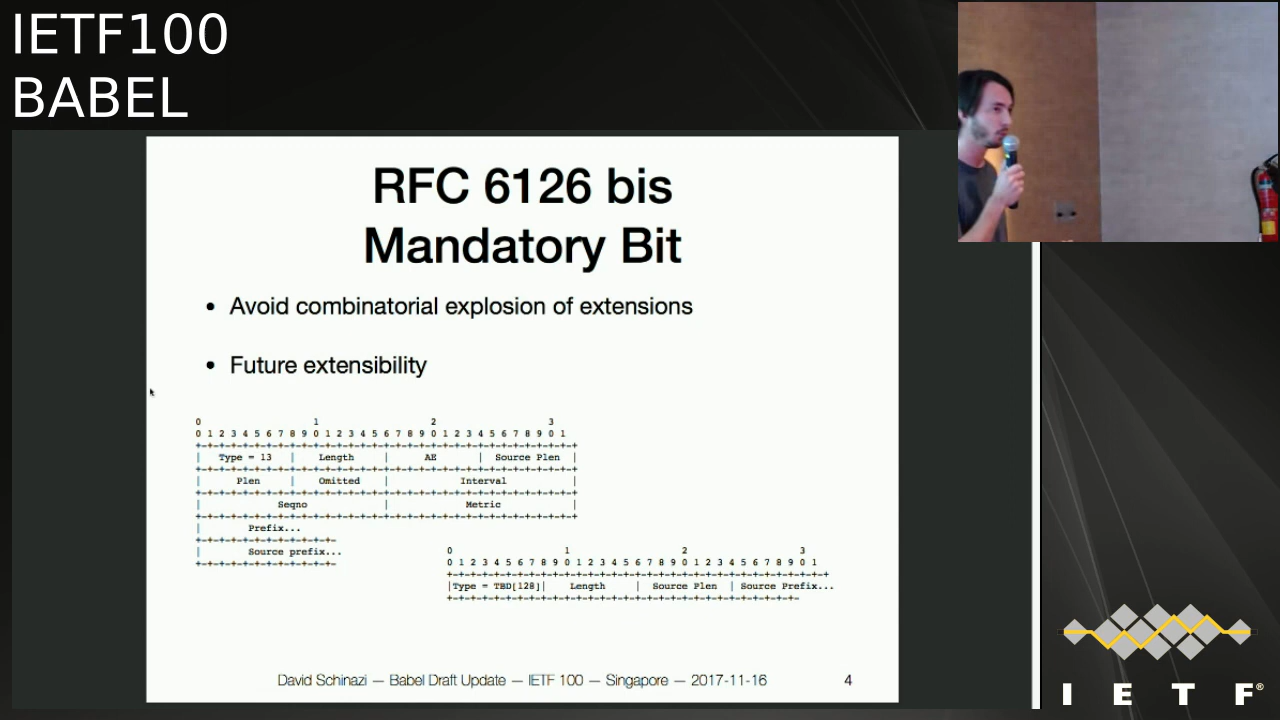 IETF100
BABEL
RFC 6126 bis
Mandatory Bit
• Avoid combinatorial explosion of extensions
• Future extensibility
0                   1                   2                   3
0 1 2 3 4 5 6 7 8 9 0 1 2 3 4 5 6 7 8 9 0 1 2 3 4 5 6 7 8 9 0 1
+-+-+-+-+-+-+-+-+-+-+-+-+-+-+-+-+-+-+-+-+-+-+-+-+-+-+-+-+-+-+-+-+
| Type = 13 | Length | AE | Source Plen |
+-+-+-+-+-+-+-+-+-+-+-+-+-+-+-+-+-+-+-+-+-+-+-+-+-+-+-+-+-+-+-+-+
| Plen | Omitted | Interval |
+-+-+-+-+-+-+-+-+-+-+-+-+-+-+-+-+-+-+-+-+-+-+-+-+-+-+-+-+-+-+-+-+
| Seqno | Metric |
+-+-+-+-+-+-+-+-+-+-+-+-+-+-+-+-+-+-+-+-+-+-+-+-+-+-+-+-+-+-+-+-+
| Prefix...
+-+-+-+-+-+-+-+-+-+-+-+-
| Source prefix...
+-+-+-+-+-+-+-+-+-+-+-+-
0                   1                   2                   3
0 1 2 3 4 5 6 7 8 9 0 1 2 3 4 5 6 7 8 9 0 1 2 3 4 5 6 7 8 9 0 1
+-+-+-+-+-+-+-+-+-+-+-+-+-+-+-+-+-+-+-+-+-+-+-+-+-+-+-+-+-+-+-+-+
|Type = TBD[128]| Length | Source Plen | Source Prefix...
+-+-+-+-+-+-+-+-+-+-+-+-+-+-+-+-+-+-+-+-+-+-+-+-+-+-+-+-+-+-
David Schinazi — Babel Draft Update — IETF 100 — Singapore — 2017-11-16 4
I E T F®